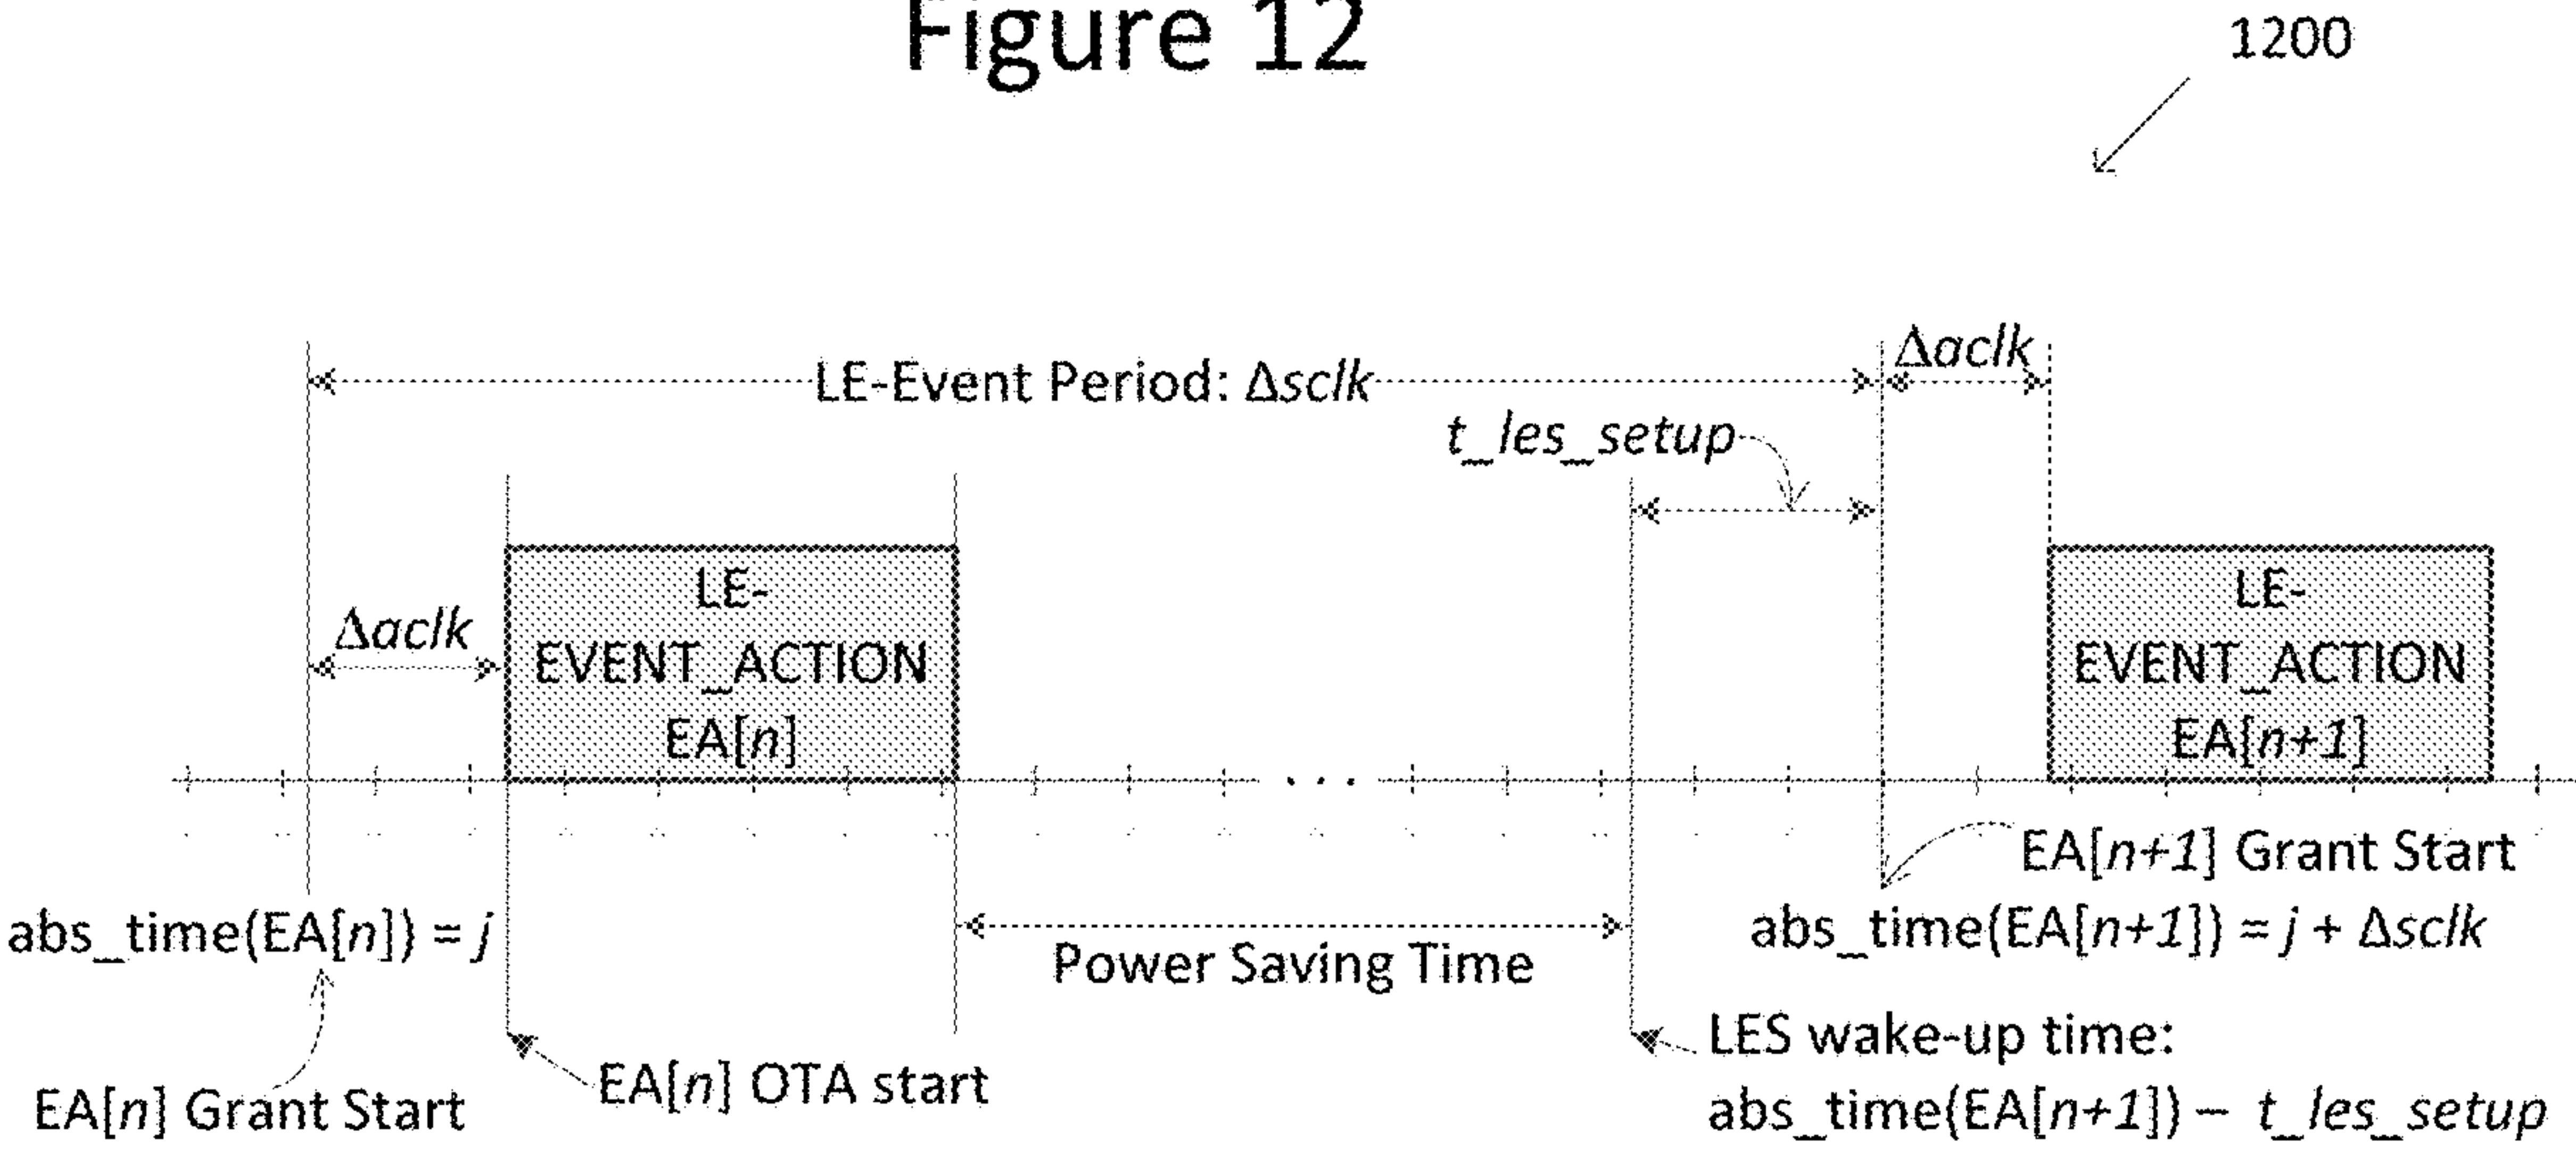 Figure 12
1200
LE-Event Period: Δsclk
Δaclk
t_les_setup
Δaclk
LE-
EVENT_ACTION
EA[n]
LE-
EVENT_ACTION
EA[n+1]
. . .
abs_time(EA[n]) = j
EA[n] Grant Start
EA[n] OTA start
Power Saving Time
EA[n+1] Grant Start
abs_time(EA[n+1]) = j + Δsclk
LES wake-up time:
abs_time(EA[n+1]) – t_les_setup